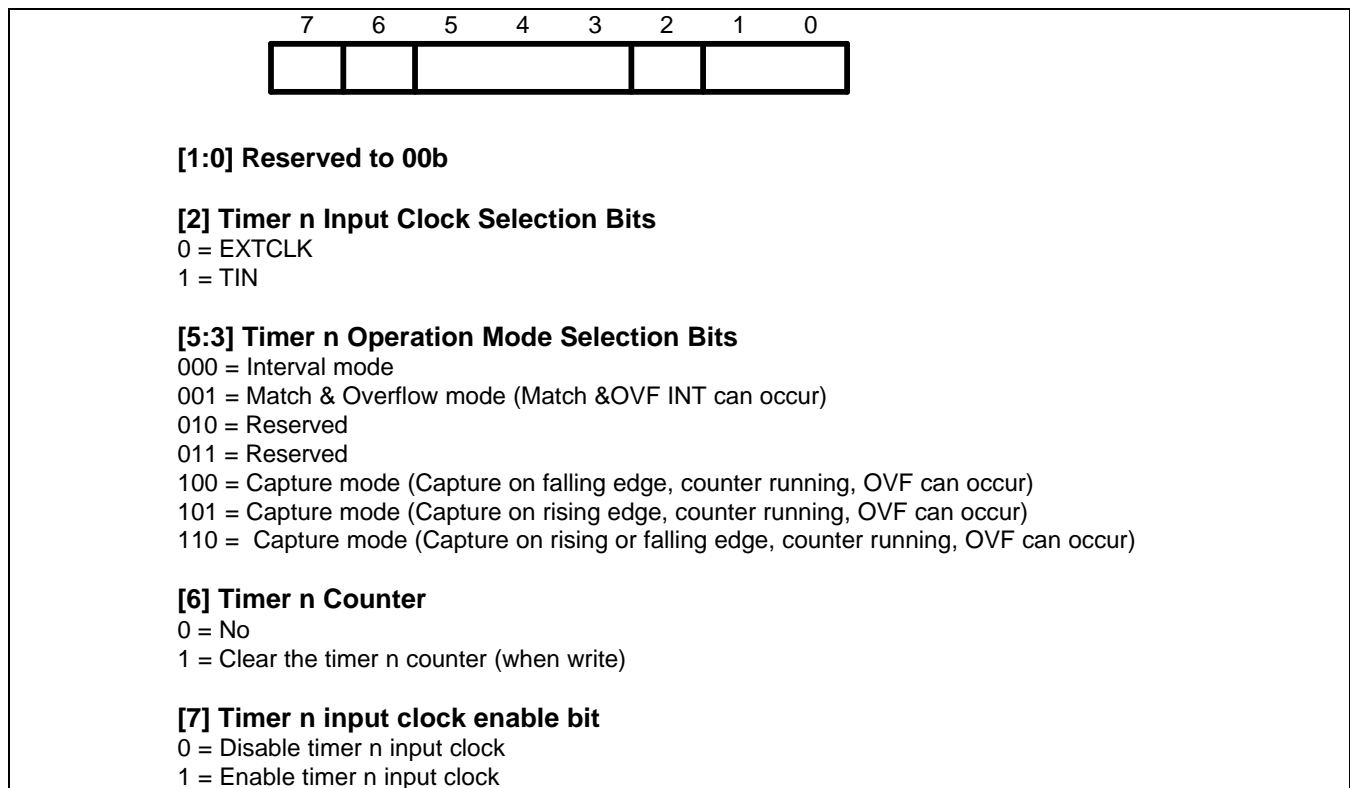 7 6 5 4 3 2 1 0
[1:0] Reserved to 00b
[2] Timer n Input Clock Selection Bits
0 = EXTCLK
1 = TIN
[5:3] Timer n Operation Mode Selection Bits
000 = Interval mode
001 = Match & Overflow mode (Match &OVF INT can occur)
010 = Reserved
011 = Reserved
100 = Capture mode (Capture on falling edge, counter running, OVF can occur)
101 = Capture mode (Capture on rising edge, counter running, OVF can occur)
110 =  Capture mode (Capture on rising or falling edge, counter running, OVF can occur)
[6] Timer n Counter
0 = No
1 = Clear the timer n counter (when write)
[7] Timer n input clock enable bit
0 = Disable timer n input clock
1 = Enable timer n input clock